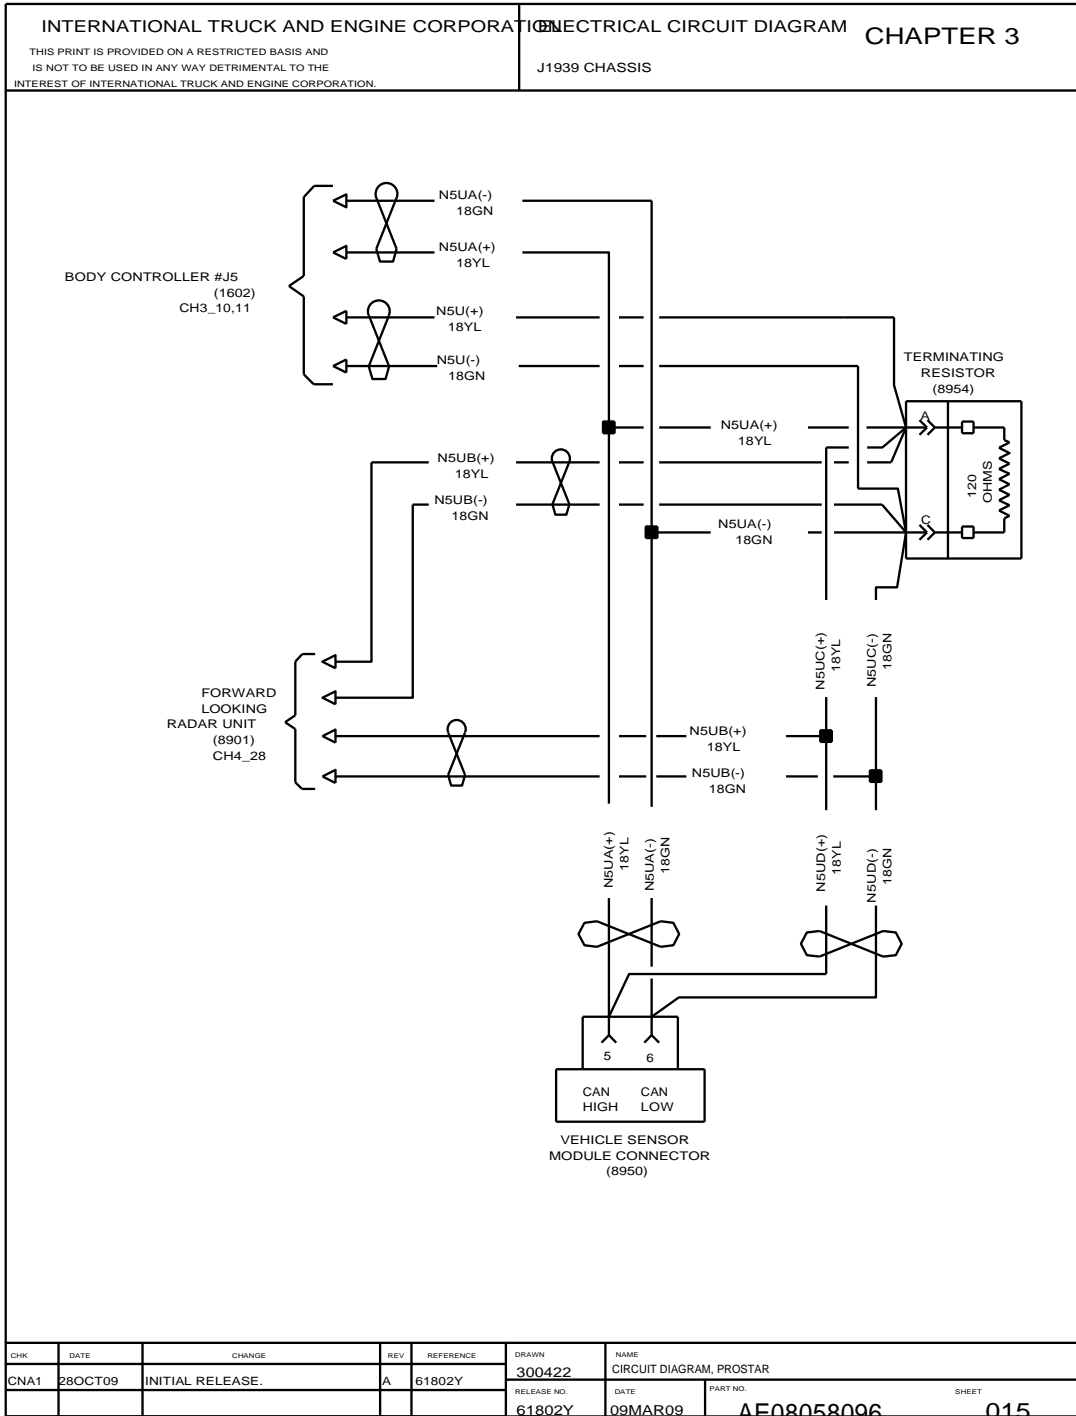 INTERNATIONAL TRUCK AND ENGINE CORPORATION
ELECTRICAL CIRCUIT DIAGRAM
CHAPTER 3
THIS PRINT IS PROVIDED ON A RESTRICTED BASIS AND
IS NOT TO BE USED IN ANY WAY DETRIMENTAL TO THE
INTEREST OF INTERNATIONAL TRUCK AND ENGINE CORPORATION.
J1939 CHASSIS
N5UA(-)
18GN
N5UA(+)
18YL
BODY CONTROLLER #J5
(1602)
CH3_10,11
N5U(+)
18YL
N5U(-)
18GN
TERMINATING
RESISTOR
(8954)
A
N5UA(+)
18YL
N5UB(+)
18YL
120
OHMS
N5UB(-)
18GN
C
N5UA(-)
18GN
N5UC(+)
18YL
N5UC(-)
18GN
FORWARD
LOOKING
RADAR UNIT
(8901)
CH4_28
N5UB(+)
18YL
N5UB(-)
18GN
N5UA(+)
18YL
N5UA(-)
18GN
N5UD(+)
18YL
N5UD(-)
18GN
5 6
CAN CAN
HIGH LOW
VEHICLE SENSOR
MODULE CONNECTOR
(8950)
CHK DATE CHANGE REV REFERENCE
CNA1 28OCT09 INITIAL RELEASE. A 61802Y
DRAWN
300422
NAME
CIRCUIT DIAGRAM, PROSTAR
RELEASE NO.
61802Y
DATE
09MAR09
PART NO.
AE08058096
SHEET
015